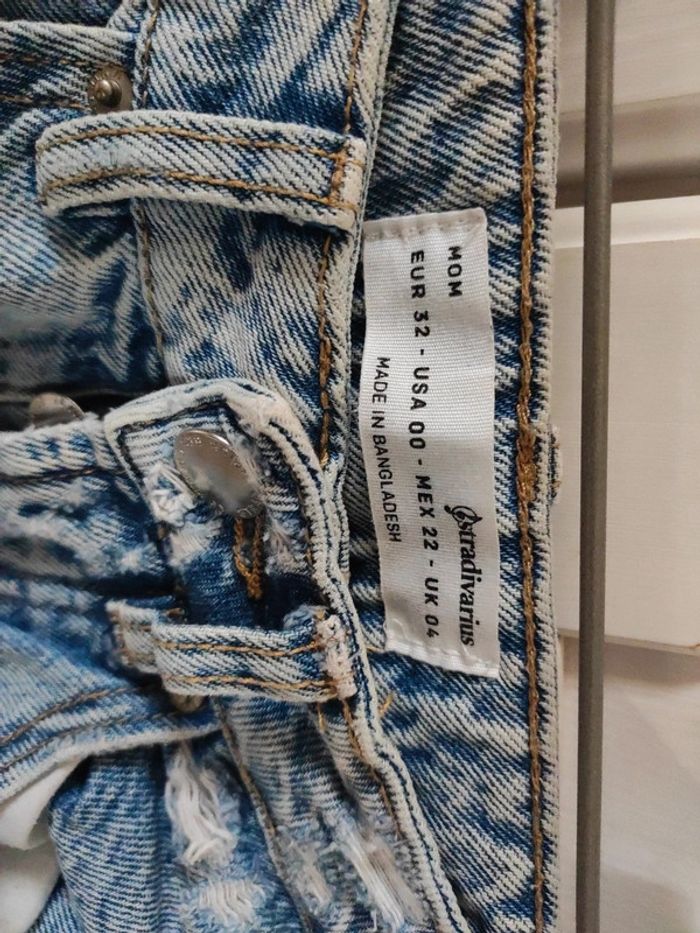 stradivarius
MOM
EUR 32 - USA 00 - MEX 22 - UK 04
MADE IN BANGLADESH